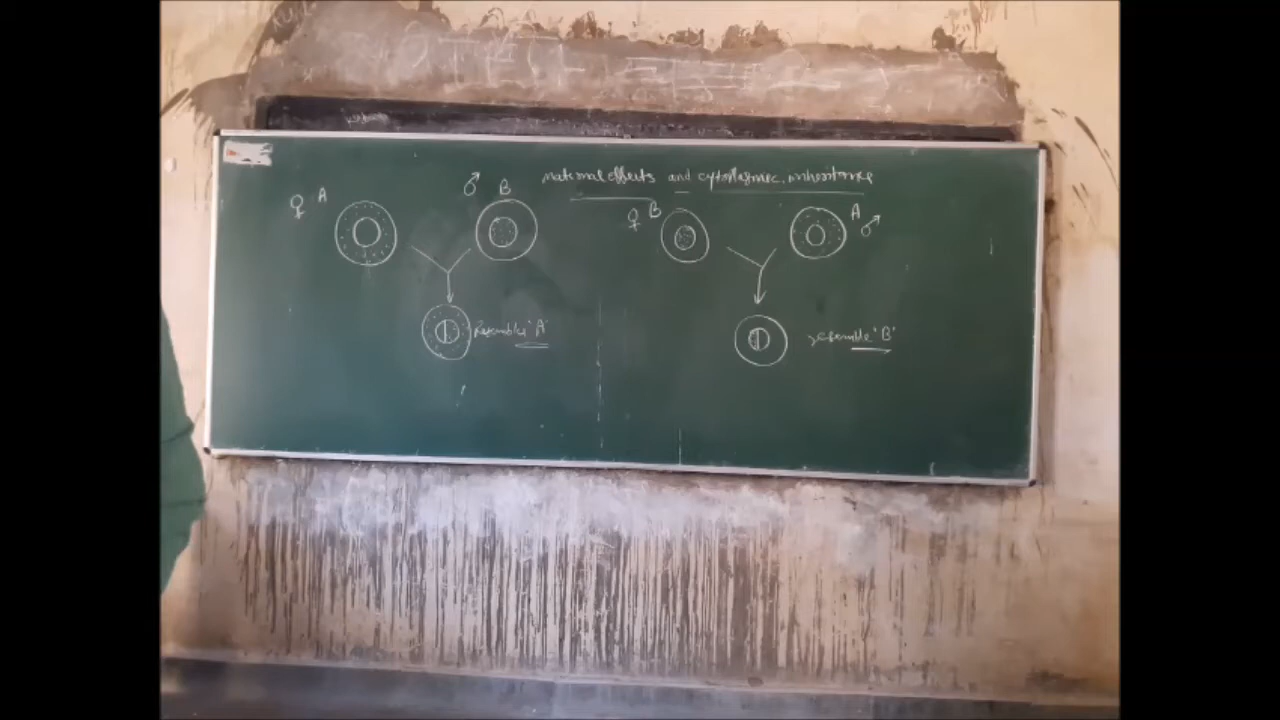 maternal effects and cytoplasmic inheritance
♀ A
♂ B
♀ B
A ♂
Resemble 'A'
resemble 'B'